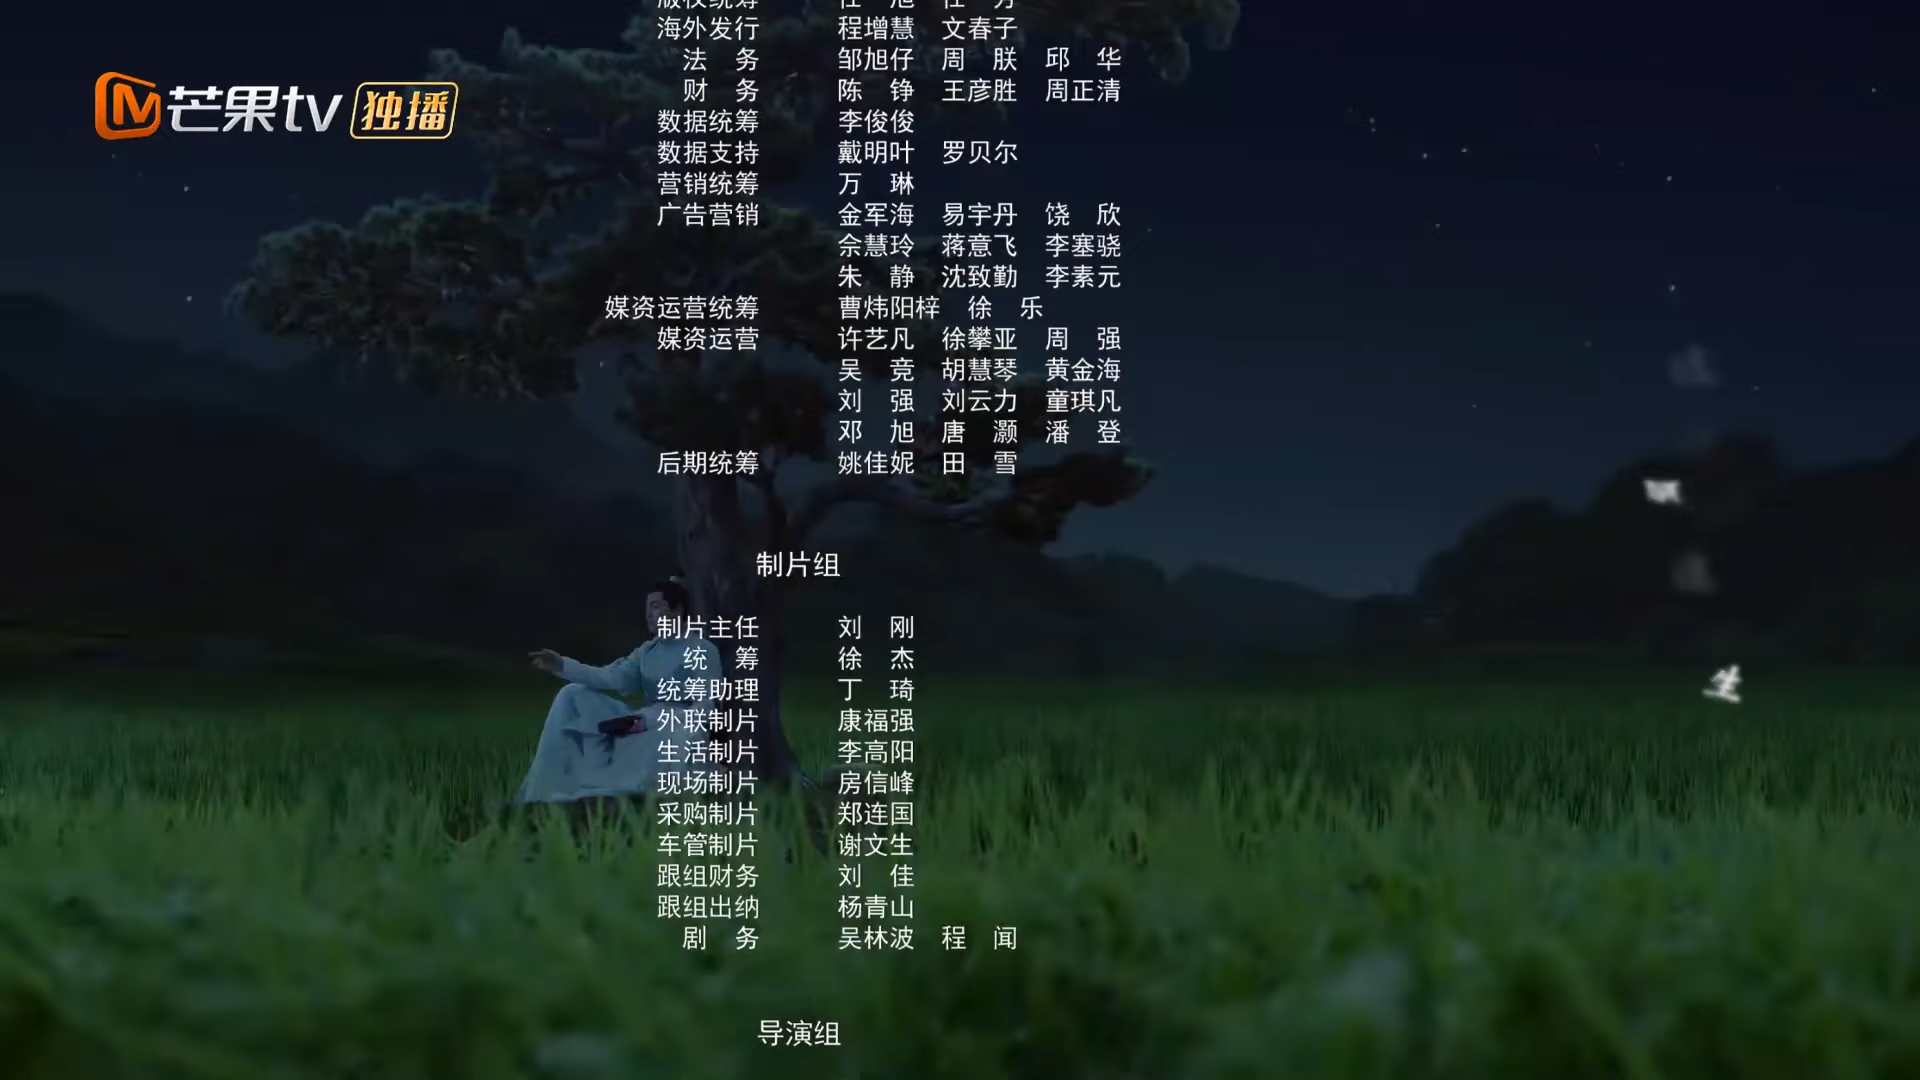 芒果tv 独播
海外发行 程增慧 文春子
法 务 邹旭仔 周 朕 邱 华
财 务 陈 铮 王彦胜 周正清
数据统筹 李俊俊
数据支持 戴明叶 罗贝尔
营销统筹 万 琳
广告营销 金军海 易宇丹 饶 欣
佘慧玲 蒋意飞 李塞骁
朱 静 沈致勤 李素元
媒资运营统筹 曹炜阳梓 徐 乐
媒资运营 许艺凡 徐攀亚 周 强
吴 竞 胡慧琴 黄金海
刘 强 刘云力 童琪凡
邓 旭 唐 灏 潘 登
后期统筹 姚佳妮 田 雪
制片组
制片主任 刘 刚
统 筹 徐 杰
统筹助理 丁 琦
外联制片 康福强
生活制片 李高阳
现场制片 房信峰
采购制片 郑连国
车管制片 谢文生
跟组财务 刘 佳
跟组出纳 杨青山
剧 务 吴林波 程 闻
导演组
生